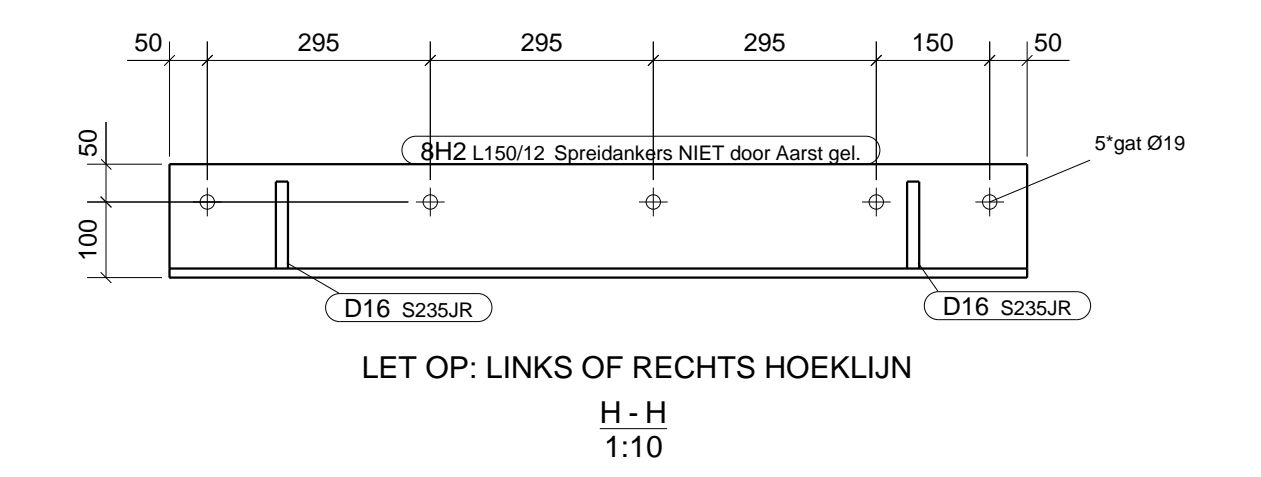 50 295 295 295 150 50
50
8H2 L150/12 Spreidankers NIET door Aarst gel.
5*gat Ø19
100
D16 S235JR
D16 S235JR
LET OP: LINKS OF RECHTS HOEKLIJN
H - H
1:10